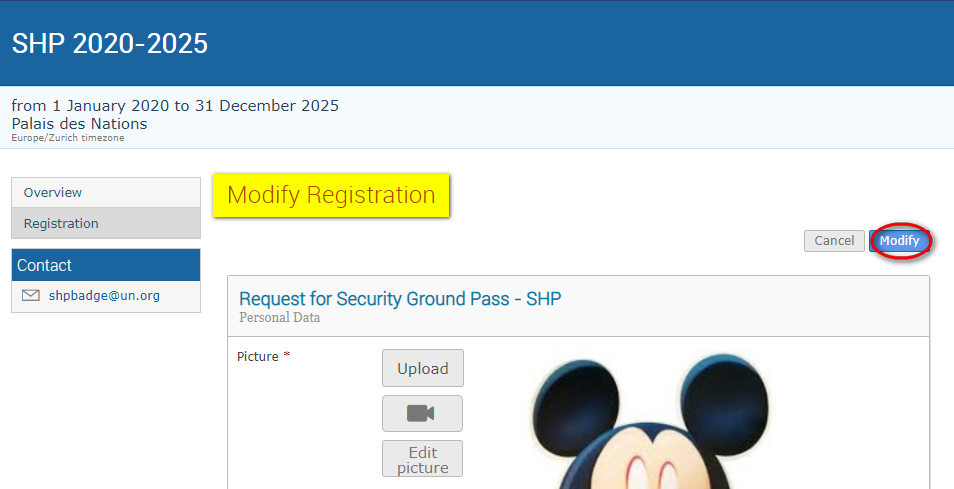 SHP 2020-2025
from 1 January 2020 to 31 December 2025
Palais des Nations
Europe/Zurich timezone
Overview
Registration
Contact
shpbadge@un.org
Modify Registration
Cancel
Modify
Request for Security Ground Pass - SHP
Personal Data
Picture *
Upload
Edit
picture